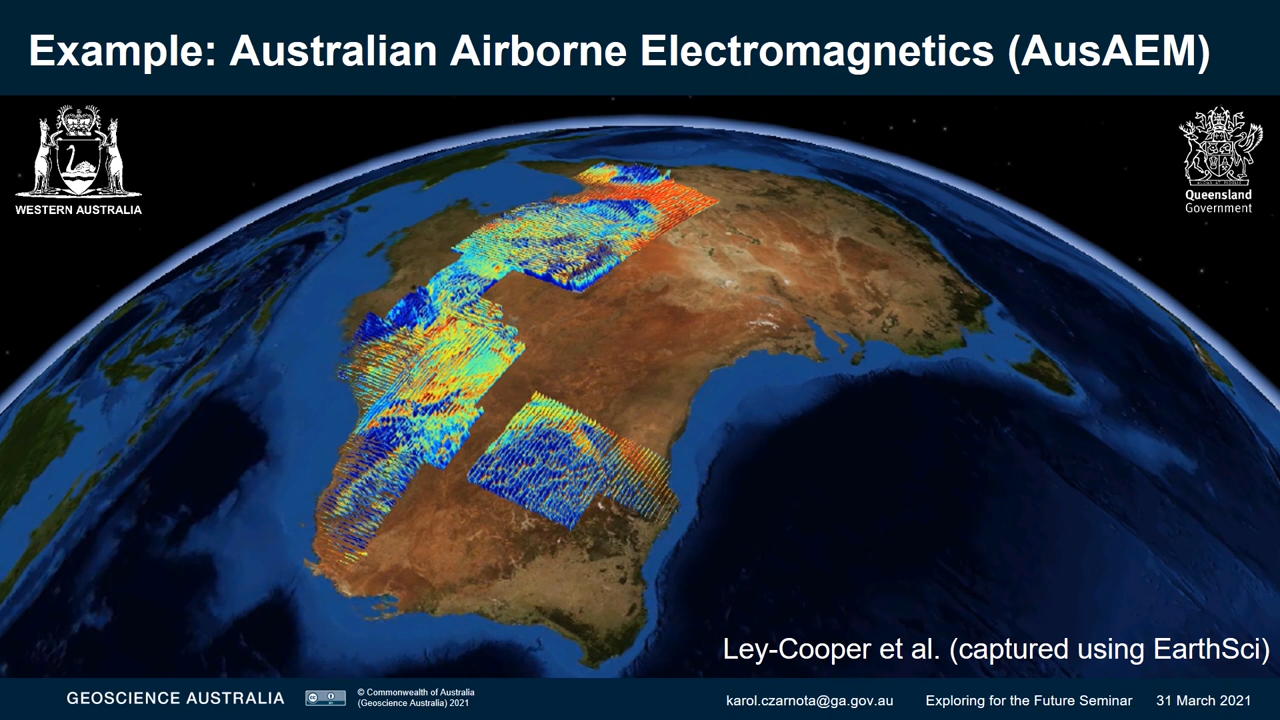 Example: Australian Airborne Electromagnetics (AusAEM)
WESTERN AUSTRALIA
Queensland
Government
Ley-Cooper et al. (captured using EarthSci)
GEOSCIENCE AUSTRALIA
© Commonwealth of Australia
(Geoscience Australia) 2021
karol.czarnota@ga.gov.au
Exploring for the Future Seminar
31 March 2021